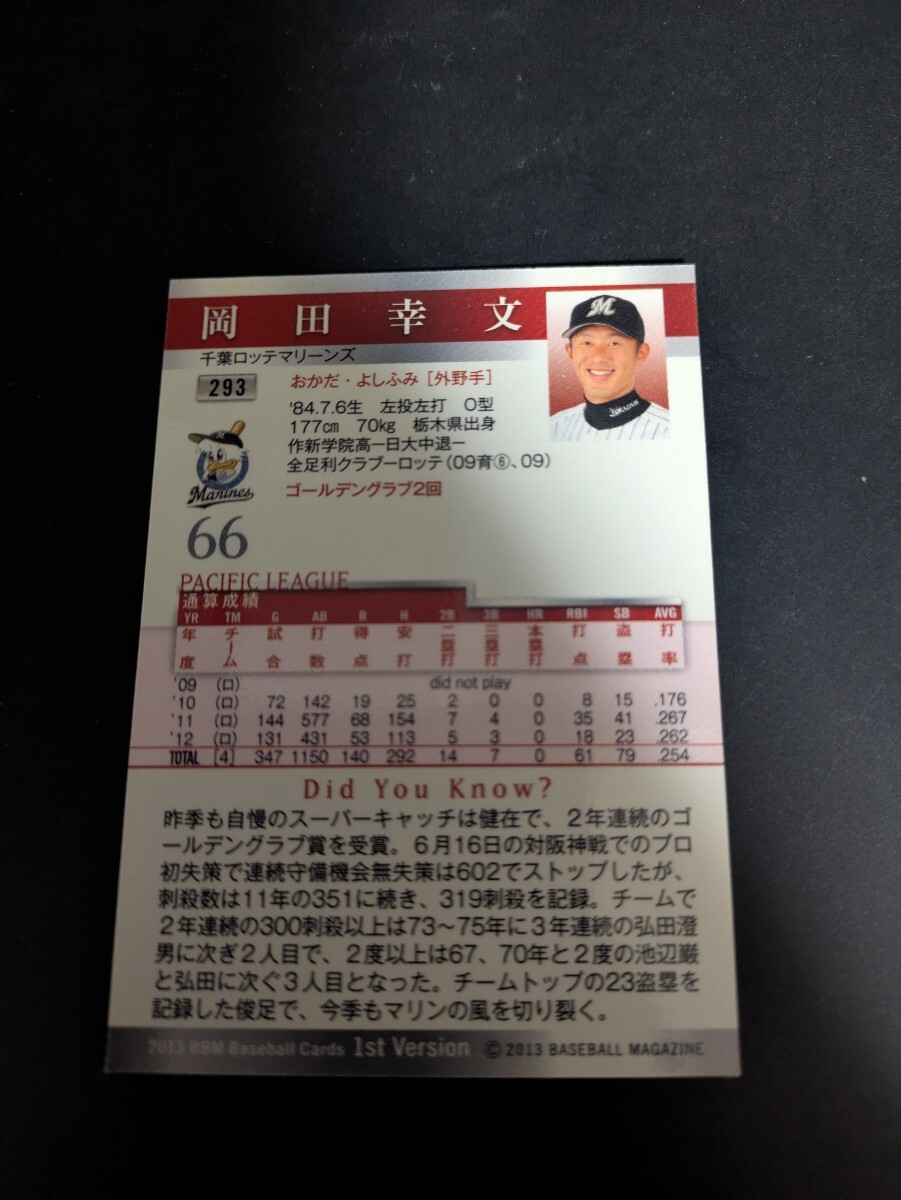 岡田幸文
千葉ロッテマリーンズ
293
おかだ・よしふみ［外野手］
'84.7.6生 左投左打 O型
177㎝ 70㎏ 栃木県出身
作新学院高ー日大中退ー
全足利クラブーロッテ（09育⑥、09）
ゴールデングラブ2回
M
Marines
66
PACIFIC LEAGUE
通算成績
YR TM G AB R H 2B 3B HR RBI SB AVG
年度 チーム 試合 打数 得点 安打 二塁打 三塁打 本塁打 打点 盗塁 打率
'09 (ロ) did not play
'10 (ロ) 72 142 19 25 2 0 0 8 15 .176
'11 (ロ) 144 577 68 154 7 4 0 35 41 .267
'12 (ロ) 131 431 53 113 5 3 0 18 23 .262
TOTAL [4] 347 1150 140 292 14 7 0 61 79 .254
Did You Know?
昨季も自慢のスーパーキャッチは健在で、2年連続のゴ
ールデングラブ賞を受賞。6月16日の対阪神戦でのプロ
初失策で連続守備機会無失策は602でストップしたが、
刺殺数は11年の351に続き、319刺殺を記録。チームで
2年連続の300刺殺以上は73〜75年に3年連続の弘田澄
男に次ぎ2人目で、2度以上は67、70年と2度の池辺巌
と弘田に次ぐ3人目となった。チームトップの23盗塁を
記録した俊足で、今季もマリンの風を切り裂く。
2013 BBM Baseball Cards 1st Version © 2013 BASEBALL MAGAZINE